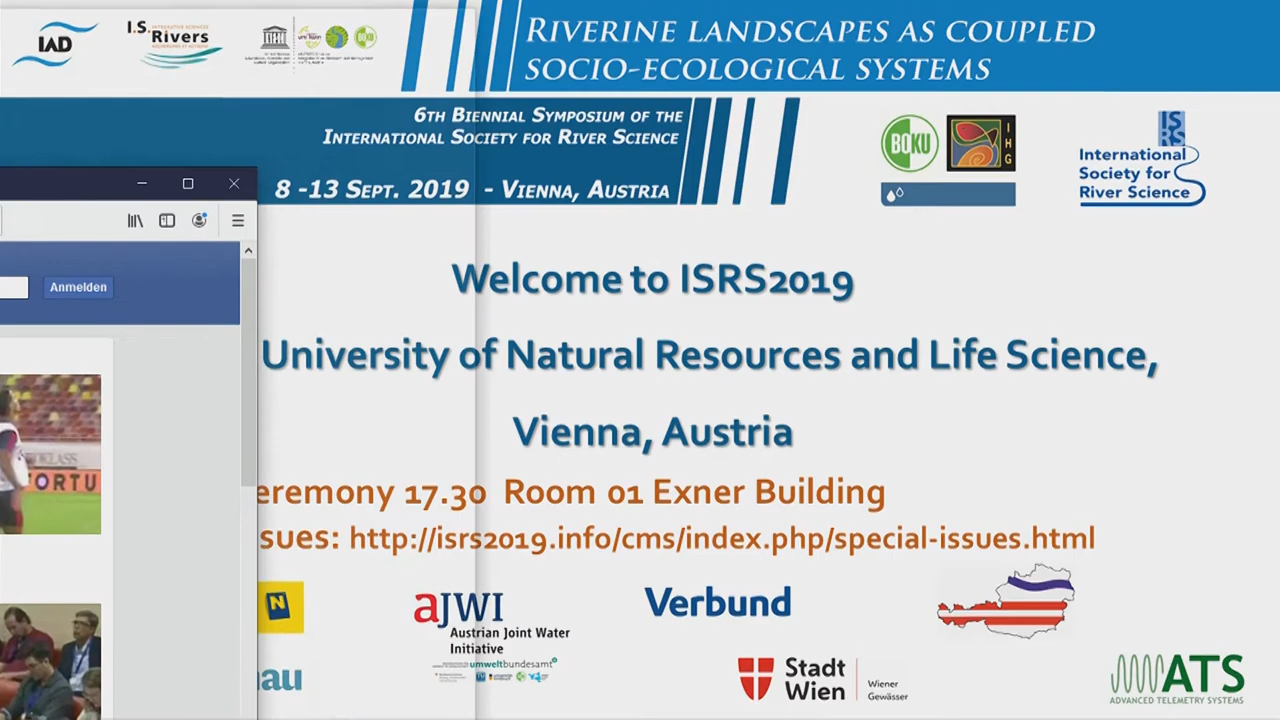 IAD
I.S.
Rivers
RIVERINE LANDSCAPES AS COUPLED
SOCIO-ECOLOGICAL SYSTEMS
6TH BIENNIAL SYMPOSIUM OF THE
INTERNATIONAL SOCIETY FOR RIVER SCIENCE
8 -13 SEPT. 2019 - VIENNA, AUSTRIA
BOKU
IHG
ISRS
International
Society for
River Science
Anmelden
Welcome to ISRS2019
University of Natural Resources and Life Science,
Vienna, Austria
eremony 17.30 Room 01 Exner Building
sues: http://isrs2019.info/cms/index.php/special-issues.html
FORTU
N
aJWI
Austrian Joint Water
Initiative
umweltbundesamt
Verbund
au
Stadt
Wien
Wiener
Gewässer
ATS
ADVANCED TELEMETRY SYSTEMS